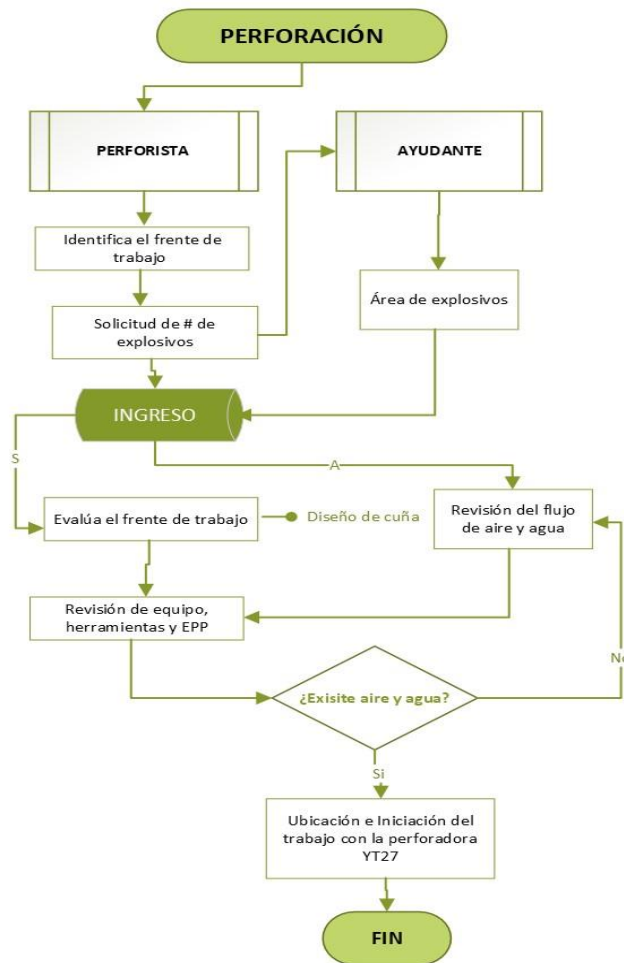 PERFORACIÓN
PERFORISTA
AYUDANTE
Identifica el frente de
trabajo
Área de explosivos
Solicitud de # de
explosivos
INGRESO
S
A
Evalúa el frente de trabajo
Diseño de cuña
Revisión del flujo
de aire y agua
Revisión de equipo,
herramientas y EPP
No
¿Exisite aire y agua?
Si
Ubicación e Iniciación del
trabajo con la perforadora
YT27
FIN